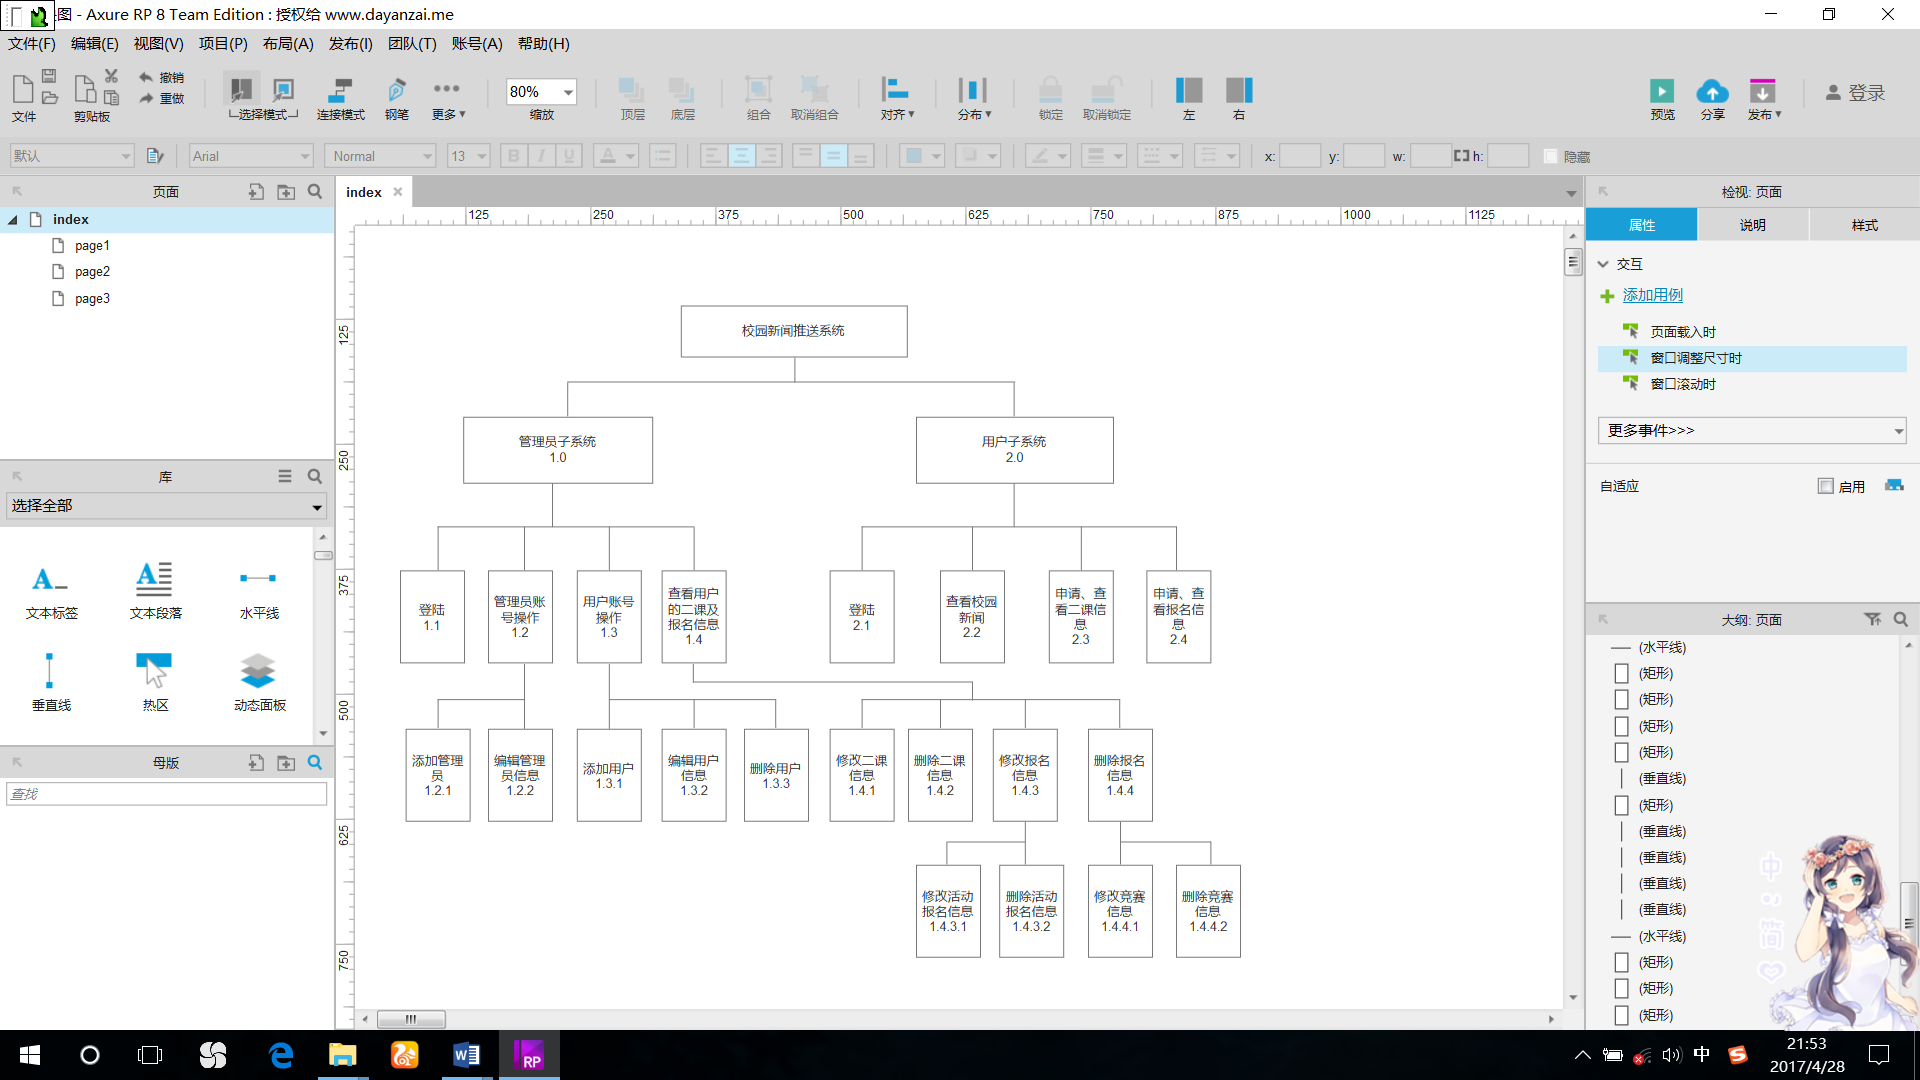 图 - Axure RP 8 Team Edition : 授权给 www.dayanzai.me
文件(F) 编辑(E) 视图(V) 项目(P) 布局(A) 发布(I) 团队(T) 账号(A) 帮助(H)
撤销
重做
文件 剪贴板 选择模式 连接模式 钢笔 更多 80% 缩放 顶层 底层 组合 取消组合 对齐 分布 锁定 取消锁定 左 右 预览 分享 发布 登录
默认 Arial Normal 13 B I U A x: y: w: h: 隐藏
页面
index
page1
page2
page3
库
选择全部
文本标签 文本段落 水平线
垂直线 热区 动态面板
母版
查找
index
125 250 375 500 625 750 875 1000 1125
125
250
375
500
625
750
校园新闻推送系统
管理员子系统
1.0
用户子系统
2.0
登陆
1.1
管理员账
号操作
1.2
用户账号
操作
1.3
查看用户
的二课及
报名信息
1.4
登陆
2.1
查看校园
新闻
2.2
申请、查
看二课信
息
2.3
申请、查
看报名信
息
2.4
添加管理
员
1.2.1
编辑管理
员信息
1.2.2
添加用户
1.3.1
编辑用户
信息
1.3.2
删除用户
1.3.3
修改二课
信息
1.4.1
删除二课
信息
1.4.2
修改报名
信息
1.4.3
删除报名
信息
1.4.4
修改活动
报名信息
1.4.3.1
删除活动
报名信息
1.4.3.2
修改竞赛
信息
1.4.4.1
删除竞赛
信息
1.4.4.2
检视: 页面
属性 说明 样式
交互
添加用例
页面载入时
窗口调整尺寸时
窗口滚动时
更多事件>>>
自适应 启用
大纲: 页面
(水平线)
(矩形)
(矩形)
(矩形)
(矩形)
(垂直线)
(矩形)
(垂直线)
(垂直线)
(垂直线)
(垂直线)
(水平线)
(矩形)
(矩形)
(矩形)
中
简
RP
中
21:53
2017/4/28